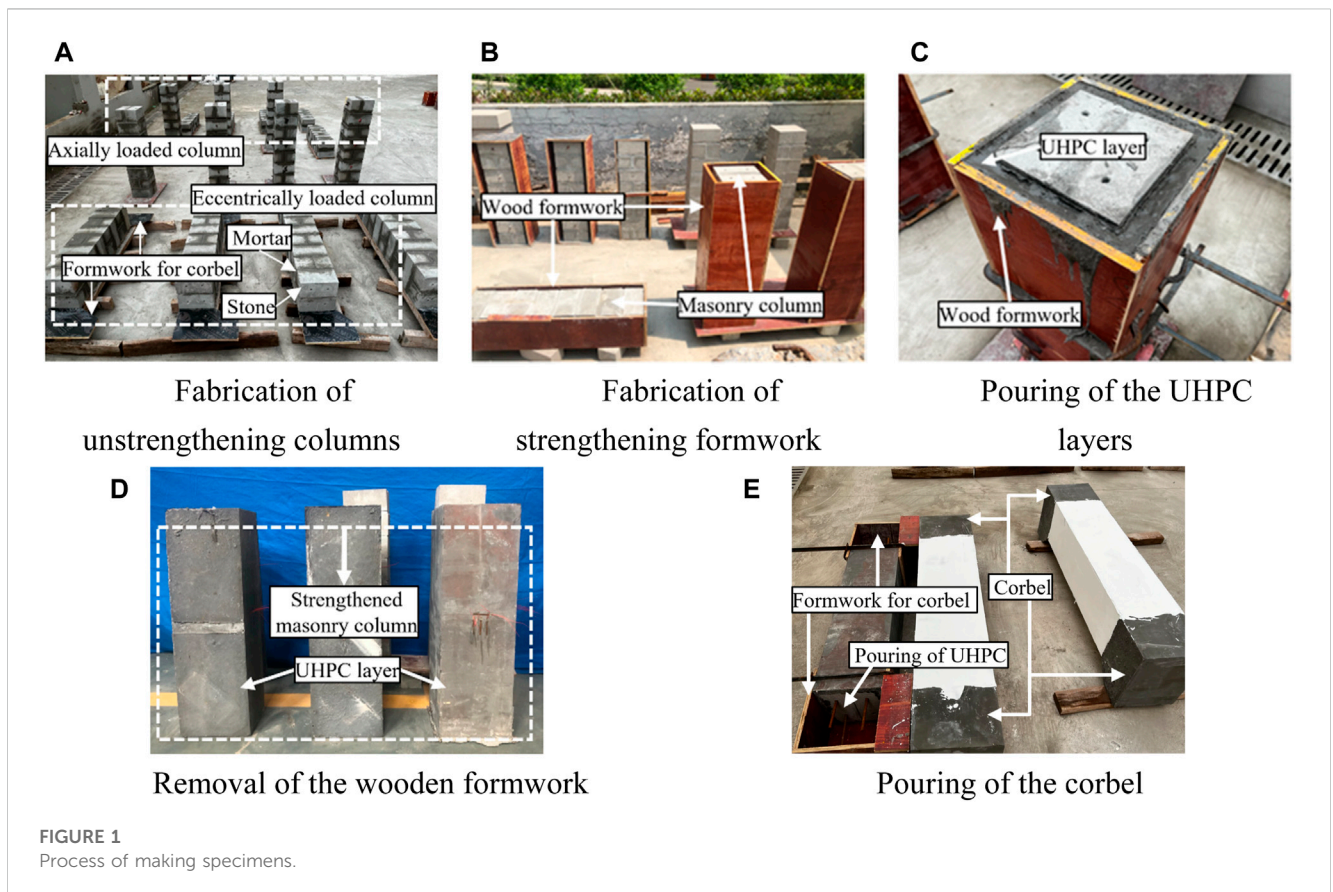 A
Axially loaded column
Eccentrically loaded column
Mortar
Formwork for corbel
Stone
Fabrication of
unstrengthening columns
B
Wood formwork
Masonry column
Fabrication of
strengthening formwork
C
UHPC layer
Wood formwork
Pouring of the UHPC
layers
D
Strengthened
masonry column
UHPC layer
Removal of the wooden formwork
E
Corbel
Formwork for corbel
Pouring of UHPC
Pouring of the corbel
FIGURE 1
Process of making specimens.